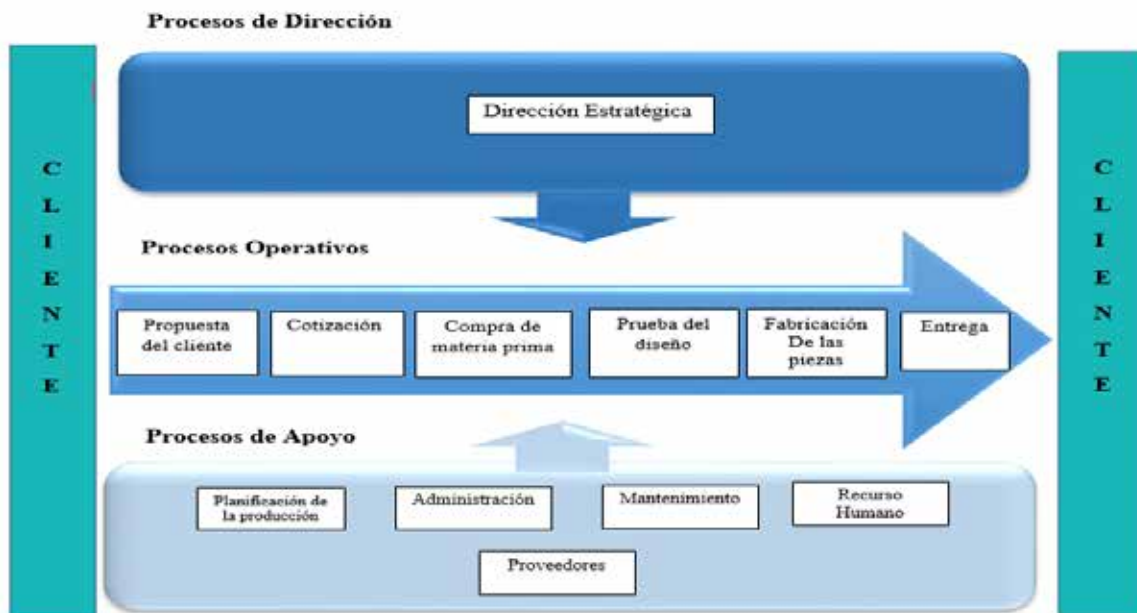 Procesos de Dirección
C
L
I
E
N
T
E
Dirección Estratégica
Procesos Operativos
Propuesta
del cliente
Cotización
Compra de
materia prima
Prueba del
diseño
Fabricación
De las
piezas
Entrega
Procesos de Apoyo
Planificación de
la producción
Administración
Mantenimiento
Recurso
Humano
Proveedores
C
L
I
E
N
T
E